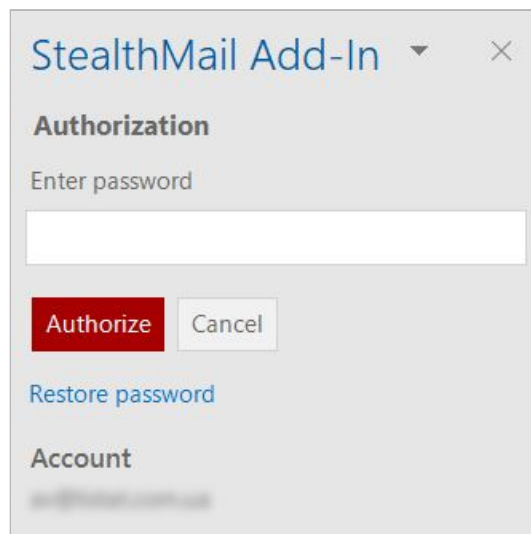 StealthMail Add-In
Authorization
Enter password
Authorize Cancel
Restore password
Account